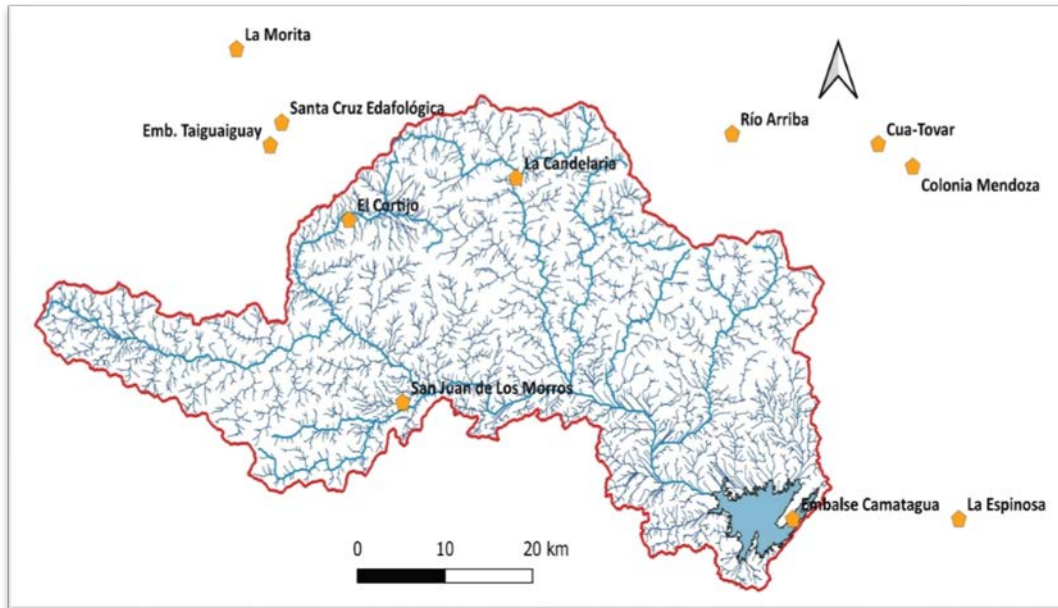 La Morita
Santa Cruz Edafológica
Emb. Taiguaiguay
Río Arriba
Cua-Tovar
La Candelaria
Colonia Mendoza
El Cortijo
San Juan de Los Morros
Embalse Camatagua
La Espinosa
0 10 20 km